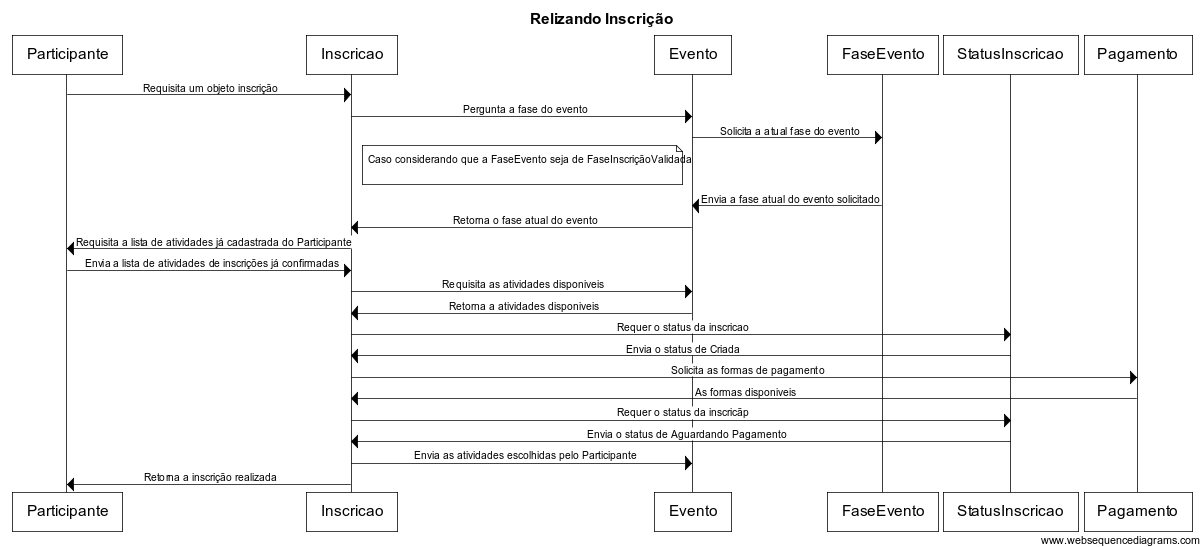 Relizando Inscrição
Participante Inscricao Evento FaseEvento StatusInscricao Pagamento
Requisita um objeto inscrição
Pergunta a fase do evento
Solicita a atual fase do evento
Caso considerando que a FaseEvento seja de FaseInscriçãoValidada
Envia a fase atual do evento solicitado
Retorna o fase atual do evento
Requisita a lista de atividades já cadastrada do Participante
Envia a lista de atividades de inscrições já confirmadas
Requisita as atividades disponiveis
Retorna a atividades disponiveis
Requer o status da inscricao
Envia o status de Criada
Solicita as formas de pagamento
As formas disponiveis
Requer o status da inscricãp
Envia o status de Aguardando Pagamento
Envia as atividades escolhidas pelo Participante
Retorna a inscrição realizada
Participante Inscricao Evento FaseEvento StatusInscricao Pagamento
www.websequencediagrams.com